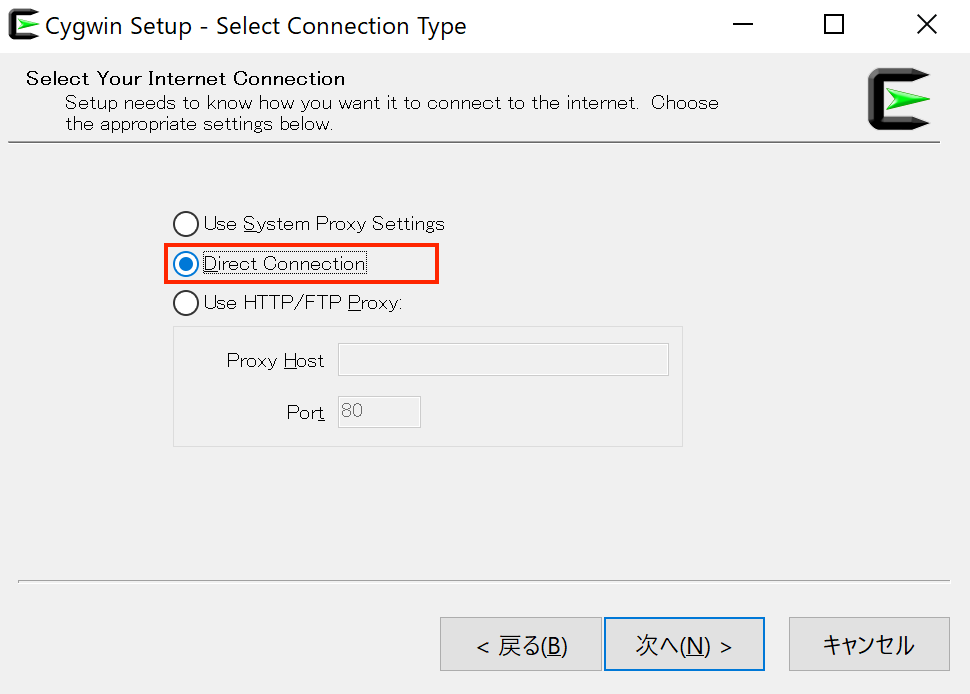 Cygwin Setup - Select Connection Type
Select Your Internet Connection
Setup needs to know how you want it to connect to the internet. Choose
the appropriate settings below.
Use System Proxy Settings
Direct Connection
Use HTTP/FTP Proxy:
Proxy Host
Port 80
< 戻る(B)
次へ(N) >
キャンセル